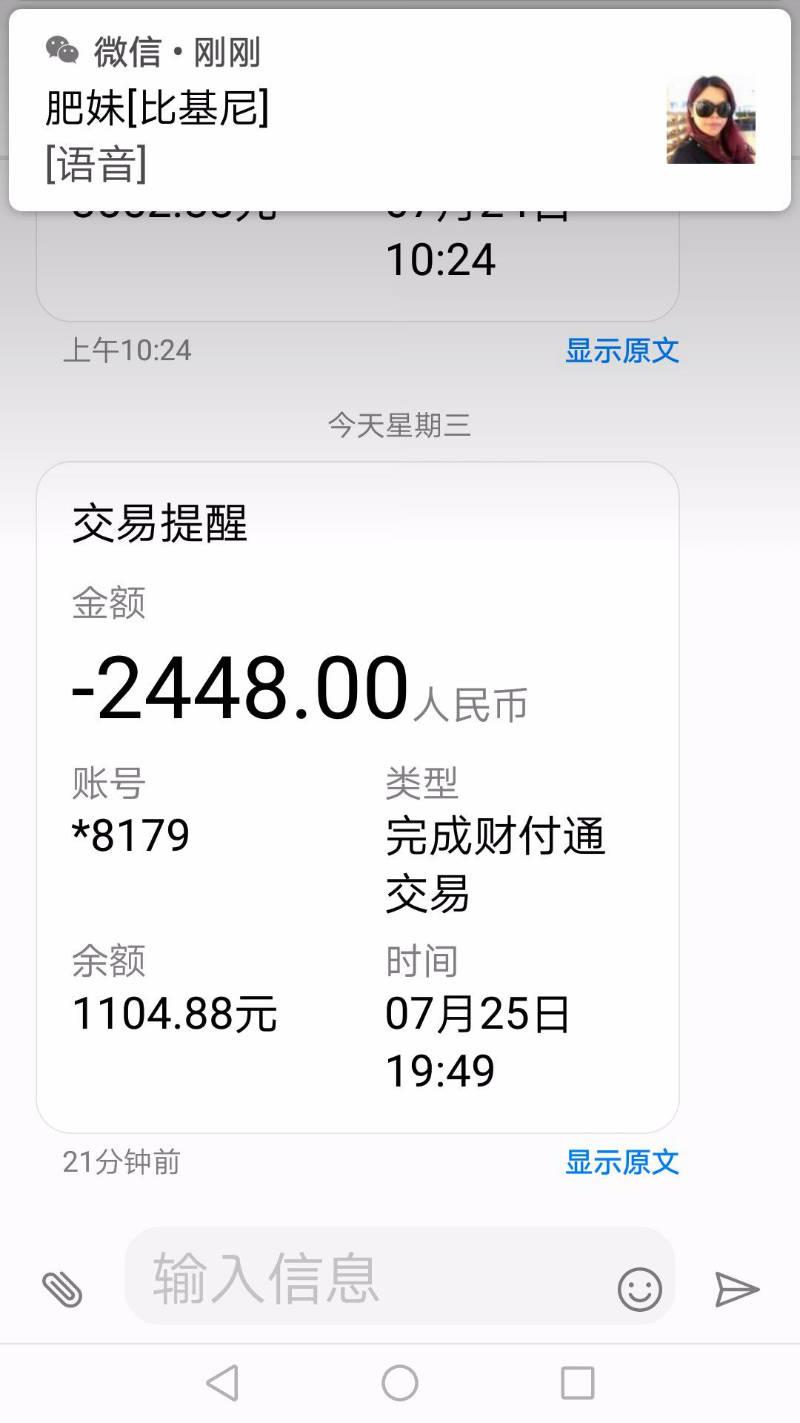 微信 • 刚刚
肥妹[比基尼]
[语音]
10:24
上午10:24
显示原文
今天星期三
交易提醒
金额
-2448.00人民币
账号
类型
*8179
完成财付通
交易
余额
时间
1104.88元
07月25日
19:49
21分钟前
显示原文
输入信息